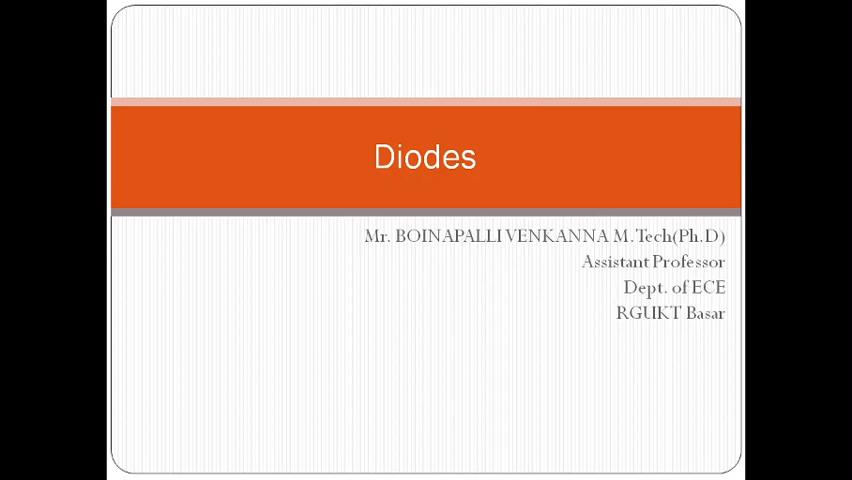 Diodes
Mr. BOINAPALLI VENKANNA M.Tech(Ph.D)
Assistant Professor
Dept. of ECE
RGUKT Basar